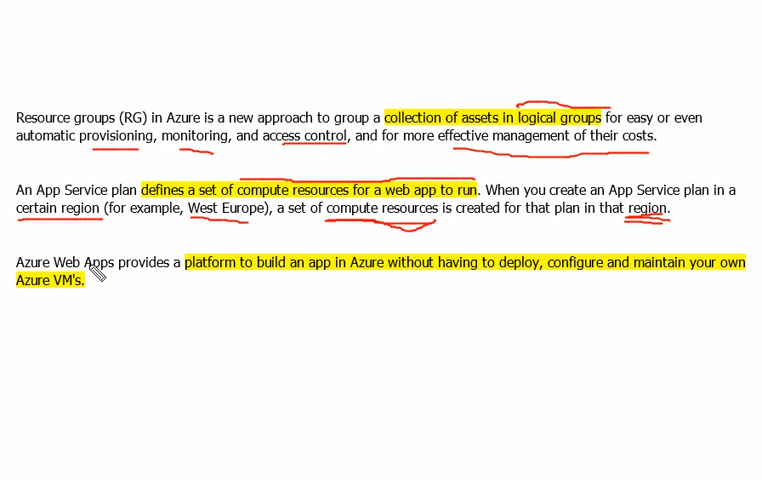 Resource groups (RG) in Azure is a new approach to group a collection of assets in logical groups for easy or even
automatic provisioning, monitoring, and access control, and for more effective management of their costs.
An App Service plan defines a set of compute resources for a web app to run. When you create an App Service plan in a
certain region (for example, West Europe), a set of compute resources is created for that plan in that region.
Azure Web Apps provides a platform to build an app in Azure without having to deploy, configure and maintain your own
Azure VM's.